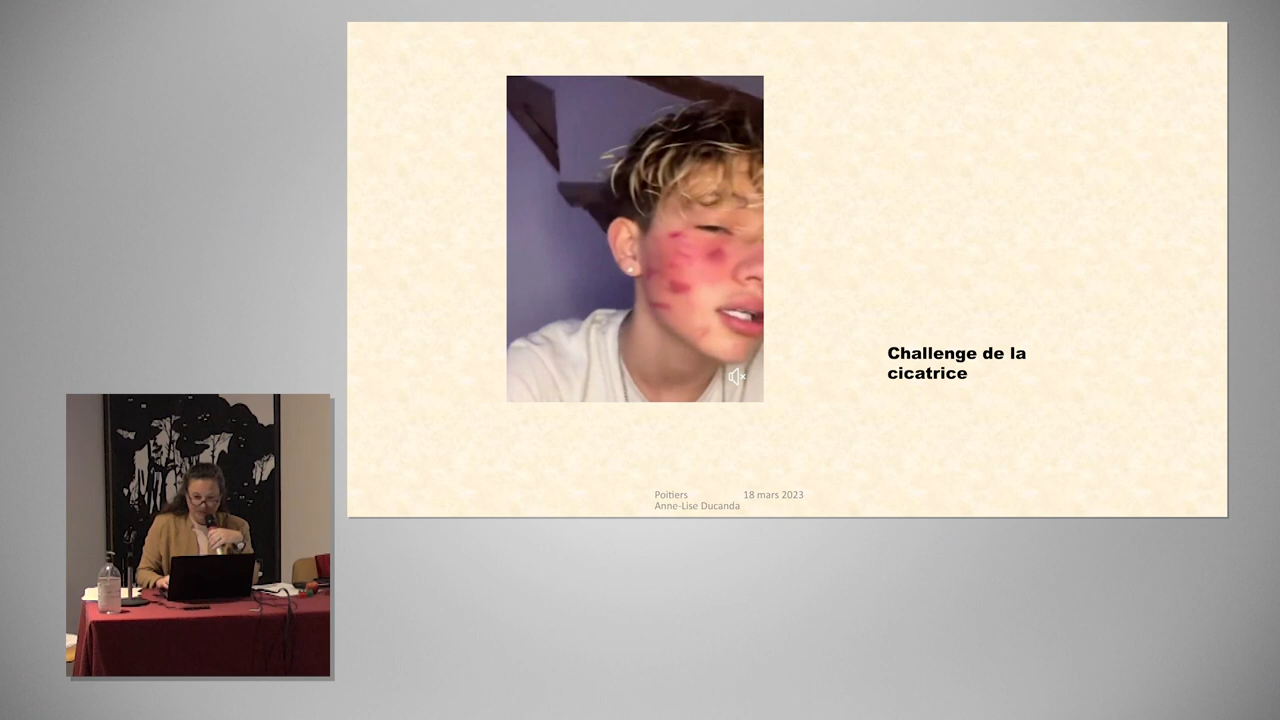 Challenge de la
cicatrice
Poitiers 18 mars 2023
Anne-Lise Ducanda